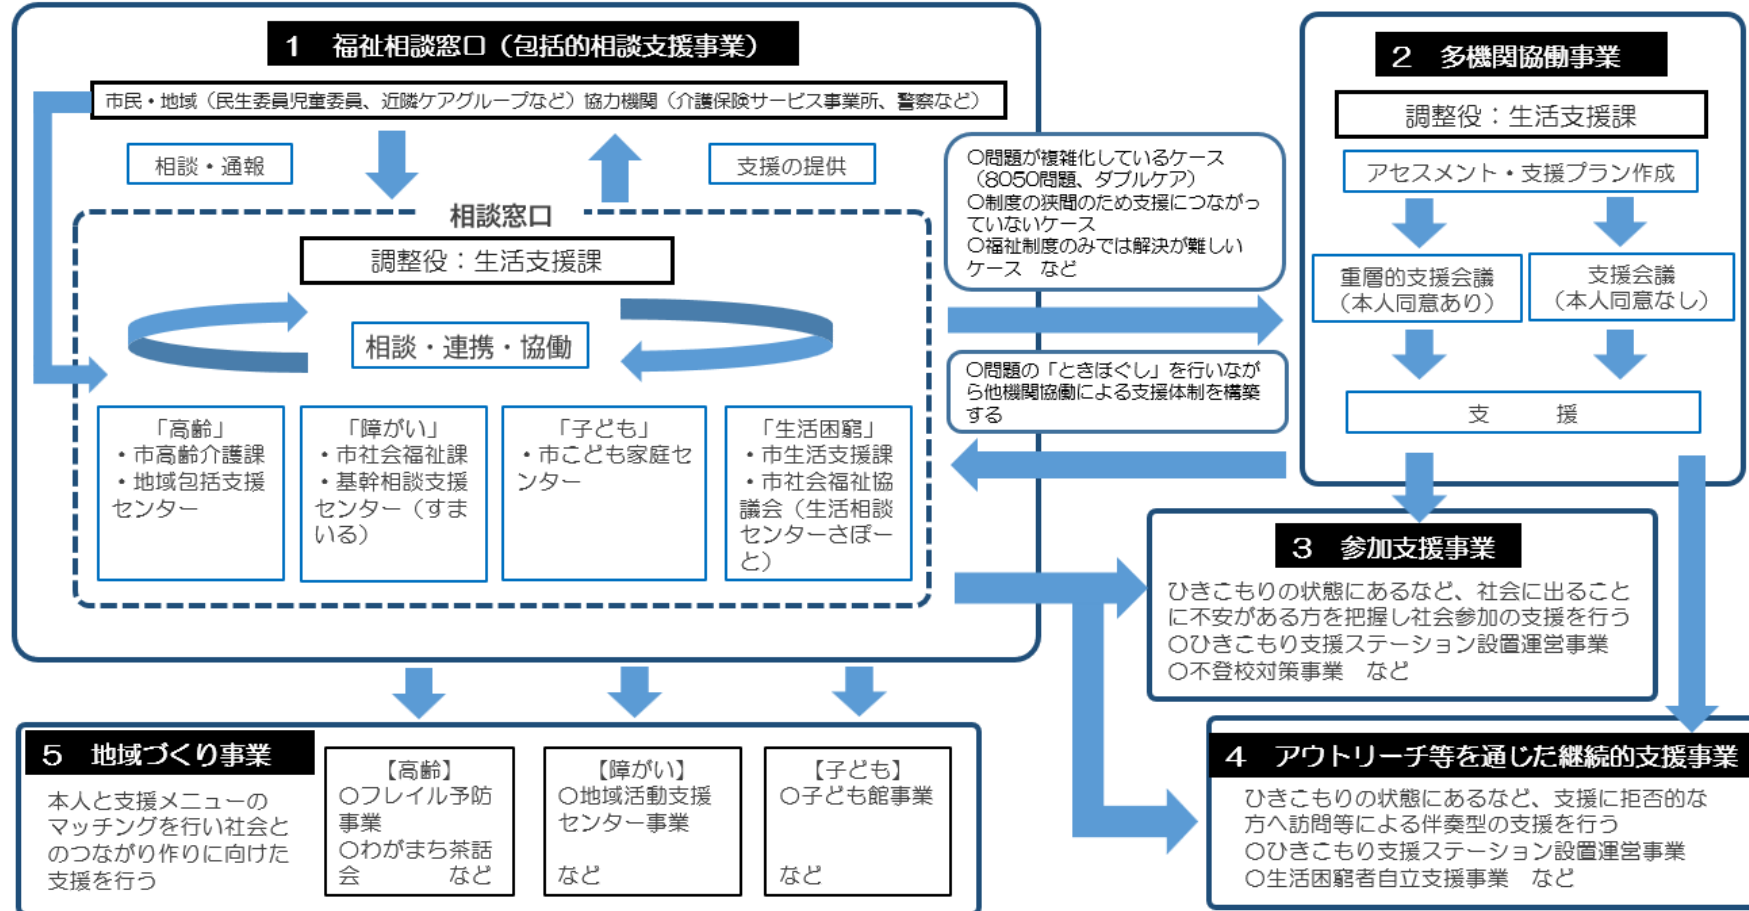 1　福祉相談窓口（包括的相談支援事業）
市民・地域（民生委員児童委員、近隣ケアグループなど）協力機関（介護保険サービス事業所、警察など）
相談・通報
支援の提供
相談窓口
調整役：生活支援課
相談・連携・協働
「高齢」
・市高齢介護課
・地域包括支援
センター
「障がい」
・市社会福祉課
・基幹相談支援
センター（すま
いる）
「子ども」
・市こども家庭セ
ンター
「生活困窮」
・市生活支援課
・市社会福祉協
議会（生活相談
センターさぽー
と）
〇問題が複雑化しているケース
（8050問題、ダブルケア）
〇制度の狭間のため支援につながっ
ていないケース
〇福祉制度のみでは解決が難しい
ケース　など
〇問題の「ときほぐし」を行いなが
ら他機関協働による支援体制を構築
する
2　多機関協働事業
調整役：生活支援課
アセスメント・支援プラン作成
重層的支援会議
（本人同意あり）
支援会議
（本人同意なし）
支　　援
3　参加支援事業
ひきこもりの状態にあるなど、社会に出ること
に不安がある方を把握し社会参加の支援を行う
〇ひきこもり支援ステーション設置運営事業
〇不登校対策事業　など
4　アウトリーチ等を通じた継続的支援事業
ひきこもりの状態にあるなど、支援に拒否的な
方へ訪問等による伴奏型の支援を行う
〇ひきこもり支援ステーション設置運営事業
〇生活困窮者自立支援事業　など
5　地域づくり事業
本人と支援メニューの
マッチングを行い社会と
のつながり作りに向けた
支援を行う
【高齢】
〇フレイル予防
事業
〇わがまち茶話
会　　　　など
【障がい】
〇地域活動支援
センター事業
など
【子ども】
〇子ども館事業
など